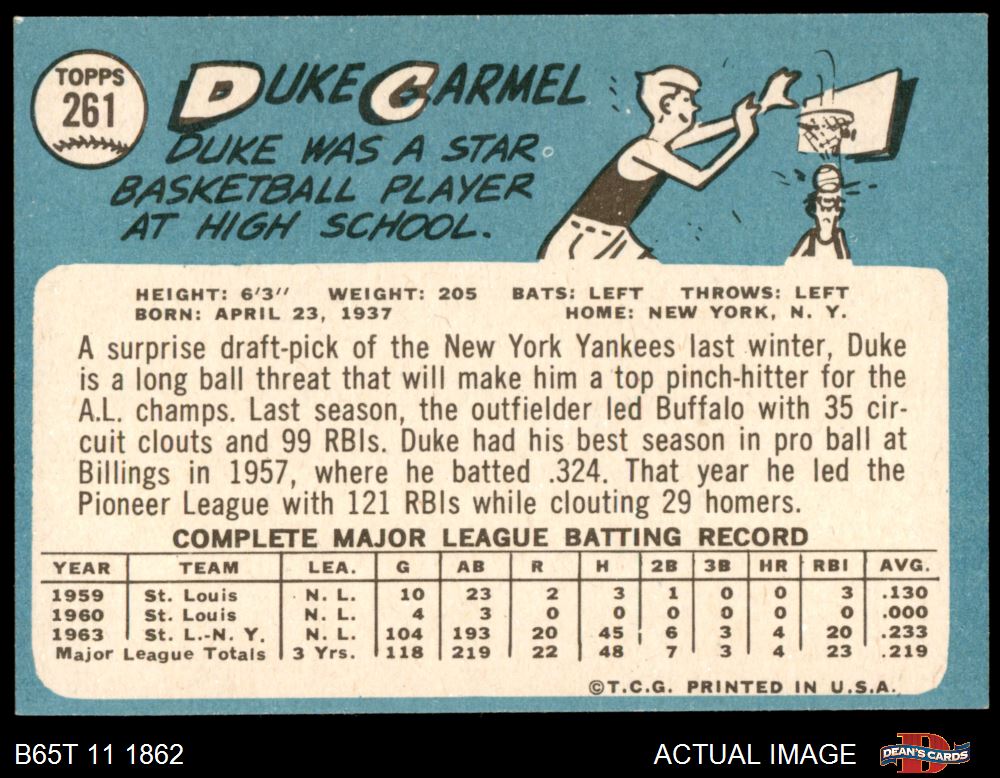 TOPPS
261
DUKE CARMEL
DUKE WAS A STAR
BASKETBALL PLAYER
AT HIGH SCHOOL.
HEIGHT: 6'3" WEIGHT: 205 BATS: LEFT THROWS: LEFT
BORN: APRIL 23, 1937 HOME: NEW YORK, N. Y.
A surprise draft-pick of the New York Yankees last winter, Duke
is a long ball threat that will make him a top pinch-hitter for the
A.L. champs. Last season, the outfielder led Buffalo with 35 cir-
cuit clouts and 99 RBIs. Duke had his best season in pro ball at
Billings in 1957, where he batted .324. That year he led the
Pioneer League with 121 RBIs while clouting 29 homers.
COMPLETE MAJOR LEAGUE BATTING RECORD
YEAR TEAM LEA. G AB R H 2B 3B HR RBI AVG.
1959 St. Louis N. L. 10 23 2 3 1 0 0 3 .130
1960 St. Louis N. L. 4 3 0 0 0 0 0 0 .000
1963 St. L.-N. Y. N. L. 104 193 20 45 6 3 4 20 .233
Major League Totals 3 Yrs. 118 219 22 48 7 3 4 23 .219
©T.C.G. PRINTED IN U.S.A.
B65T 11 1862 ACTUAL IMAGE
DEAN'S CARDS